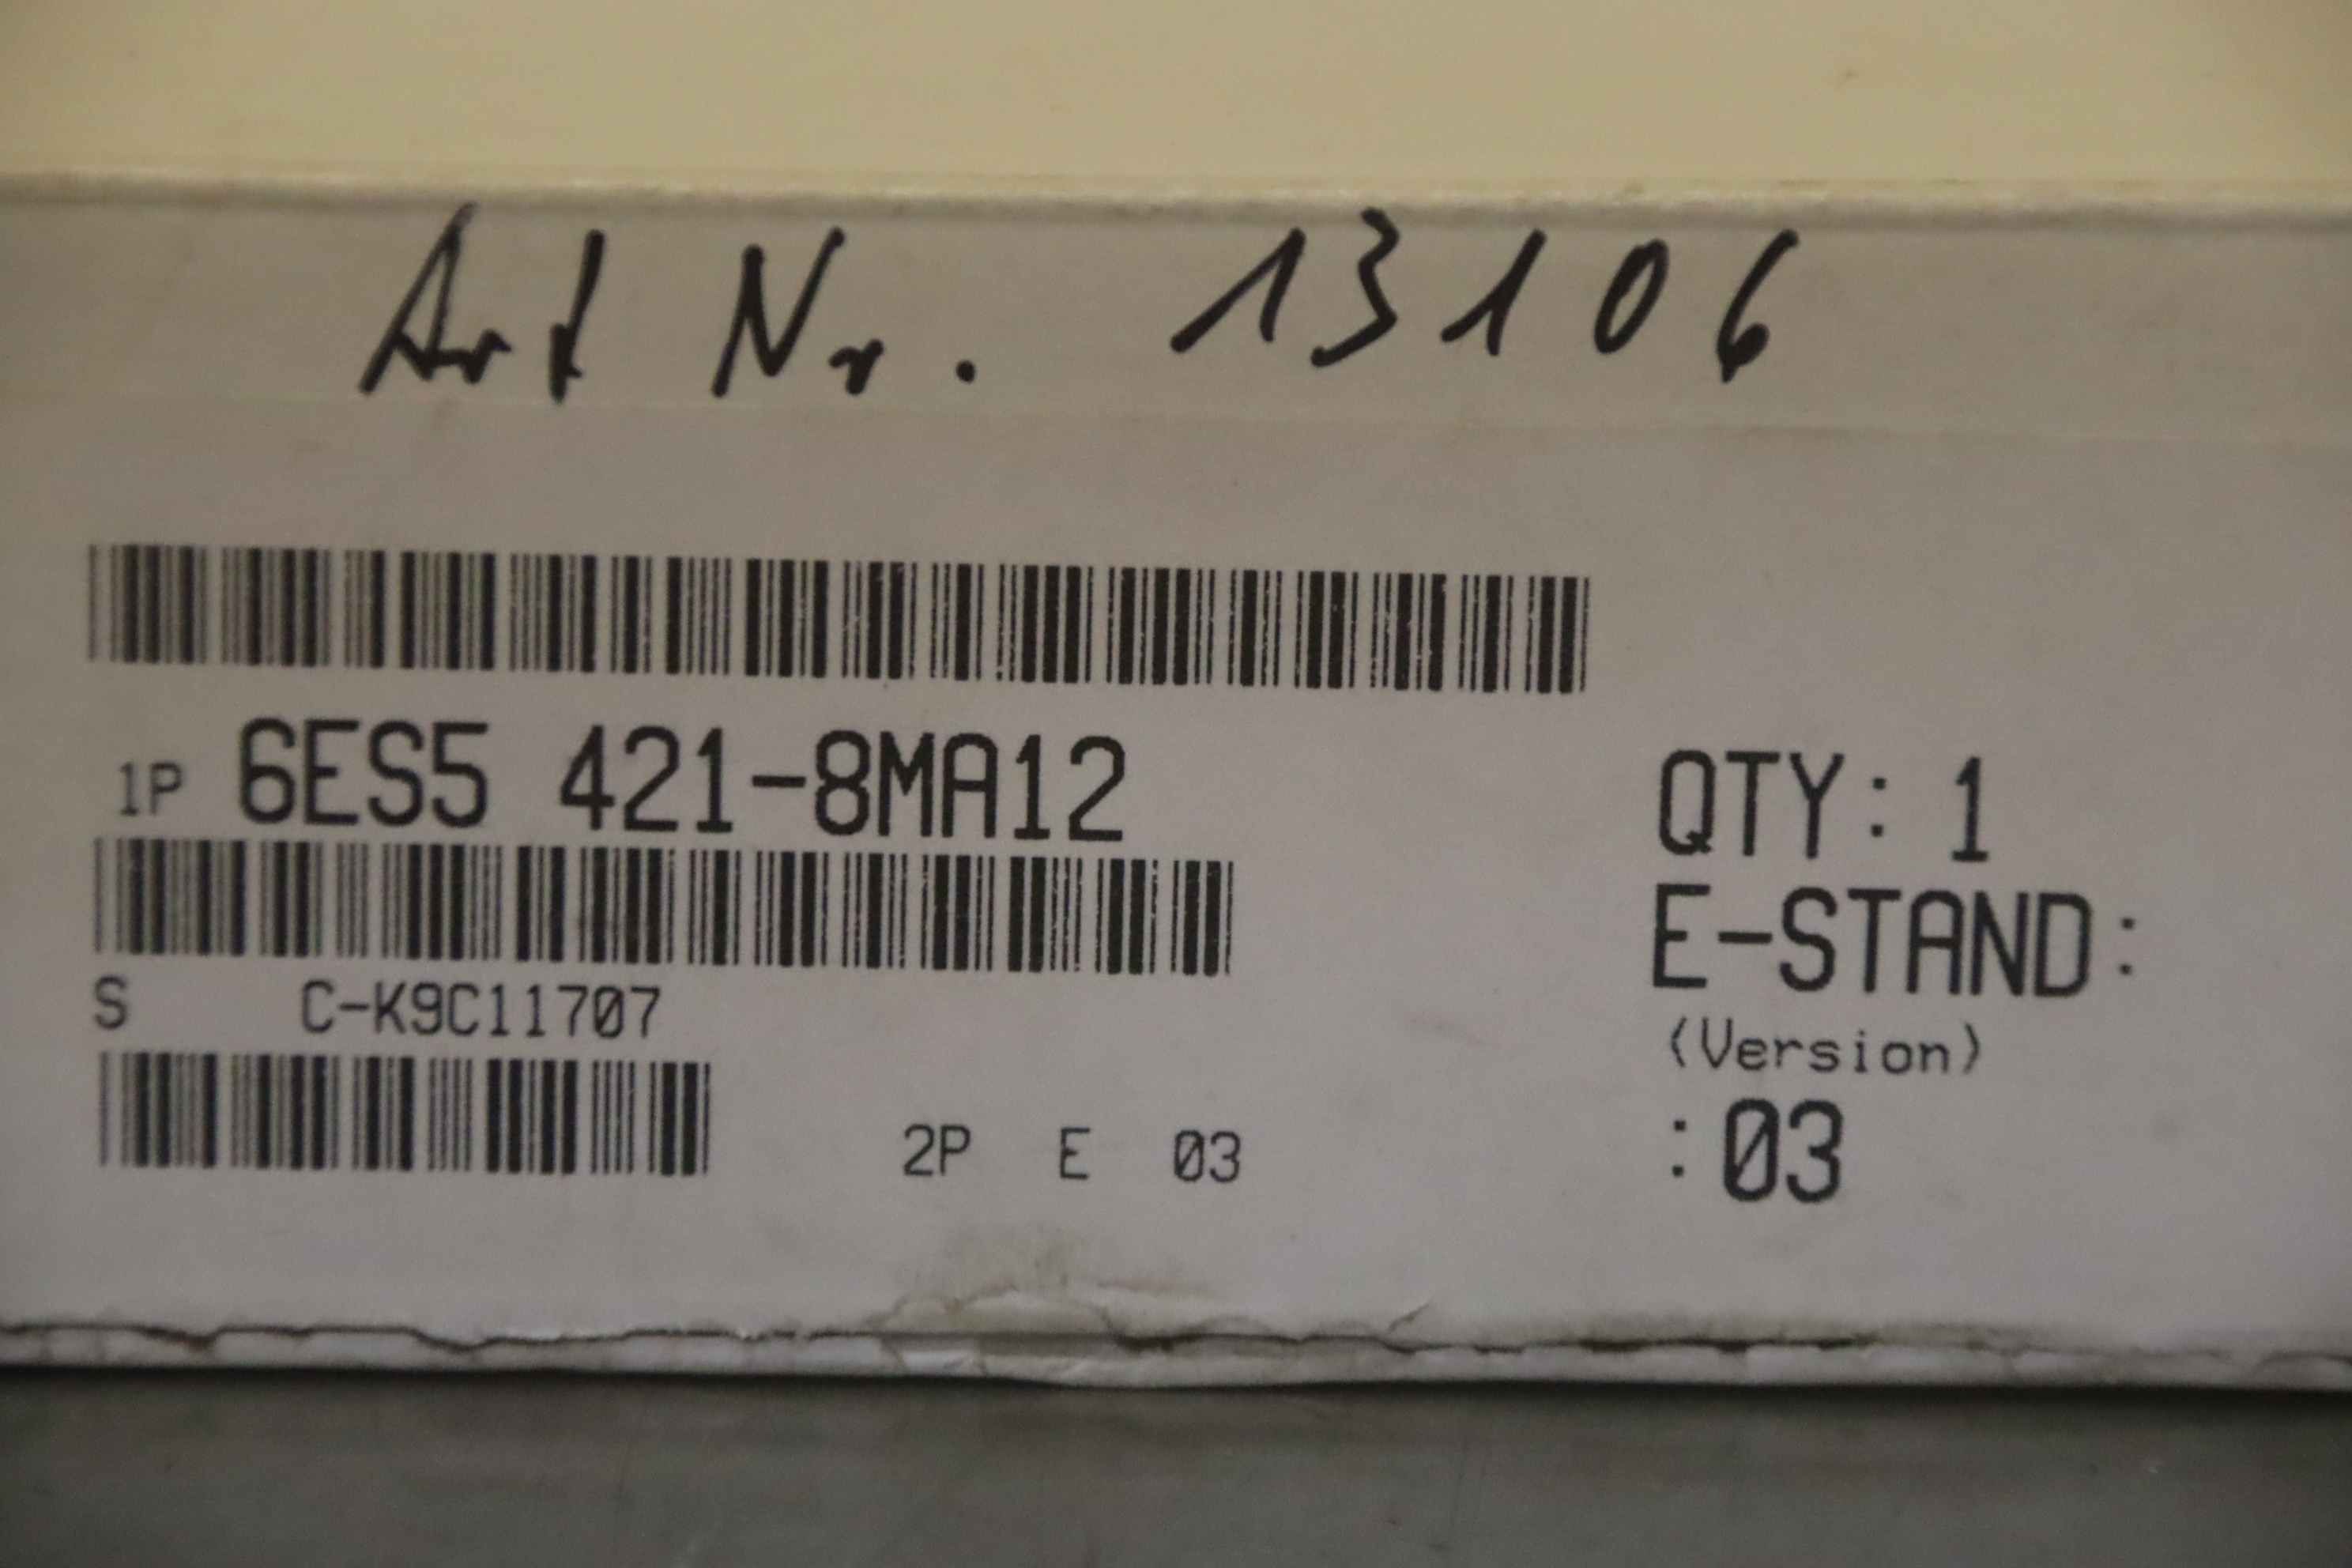 Art Nr. 13106
1P 6ES5 421-8MA12
QTY: 1
E-STAND:
S C-K9C11707
(Version)
2P E 03
:03